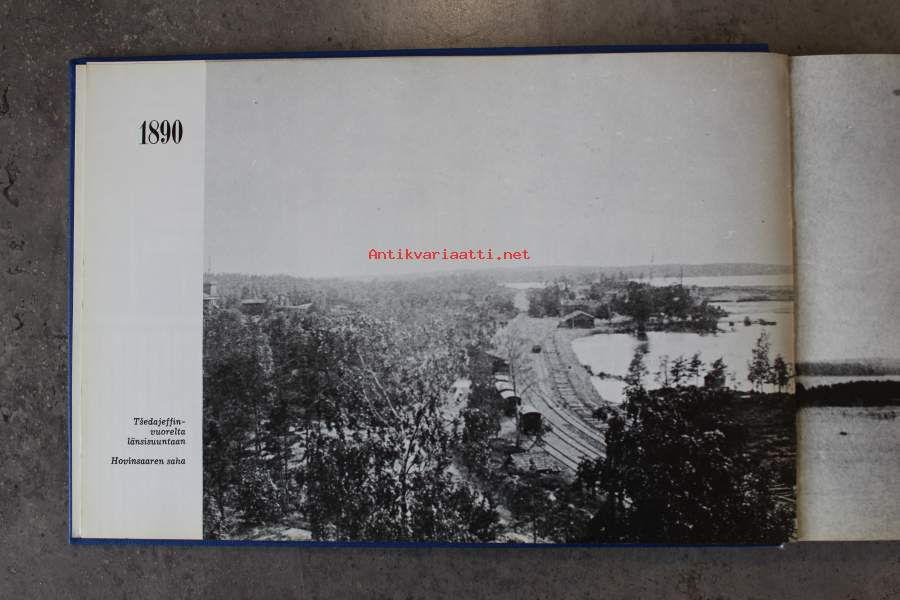 1890
Antikvariaatti.net
Tšedajeffin-
vuorelta
länsisuuntaan
Hovinsaaren saha